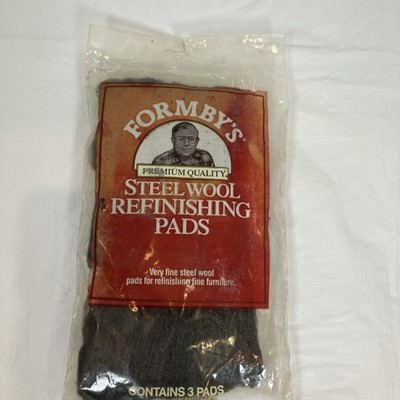 FORMBY'S
PREMIUM QUALITY
STEEL WOOL
REFINISHING
PADS
Very fine steel wool
pads for refinishing fine furniture.
CONTAINS 3 PADS